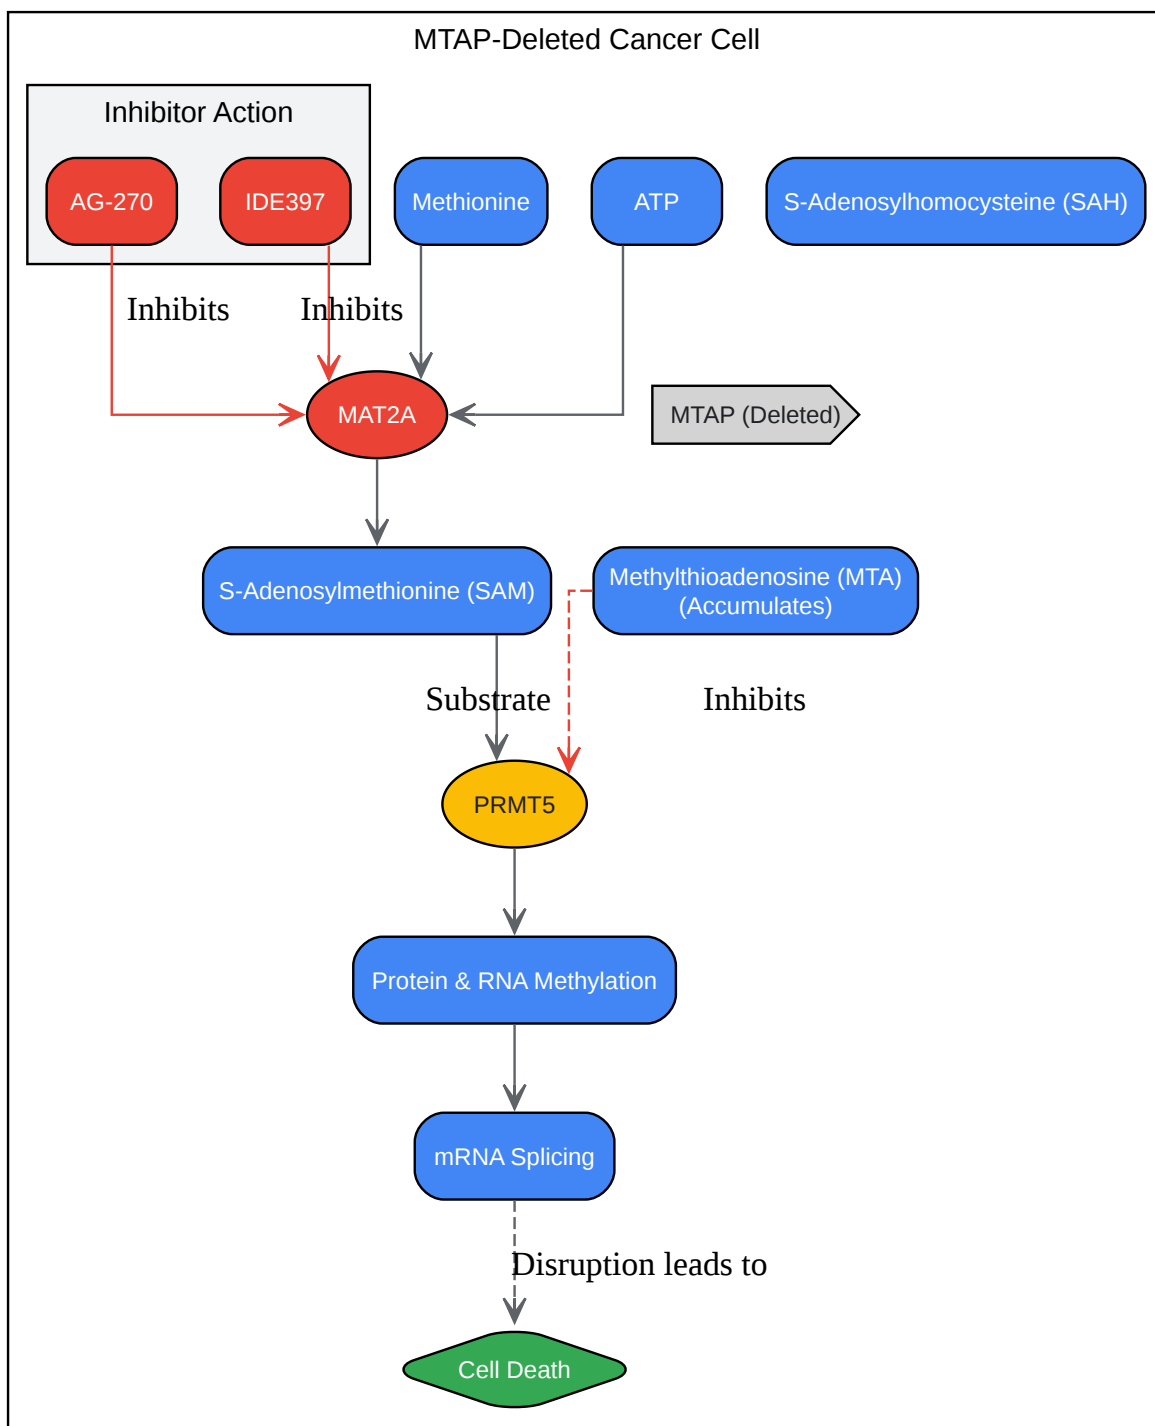 MTAP-Deleted Cancer Cell
Inhibitor Action
AG-270
IDE397
Methionine
ATP
S-Adenosylhomocysteine (SAH)
Inhibits
Inhibits
MAT2A
MTAP (Deleted)
S-Adenosylmethionine (SAM)
Methylthioadenosine (MTA)
(Accumulates)
Substrate
Inhibits
PRMT5
Protein & RNA Methylation
mRNA Splicing
Disruption leads to
Cell Death